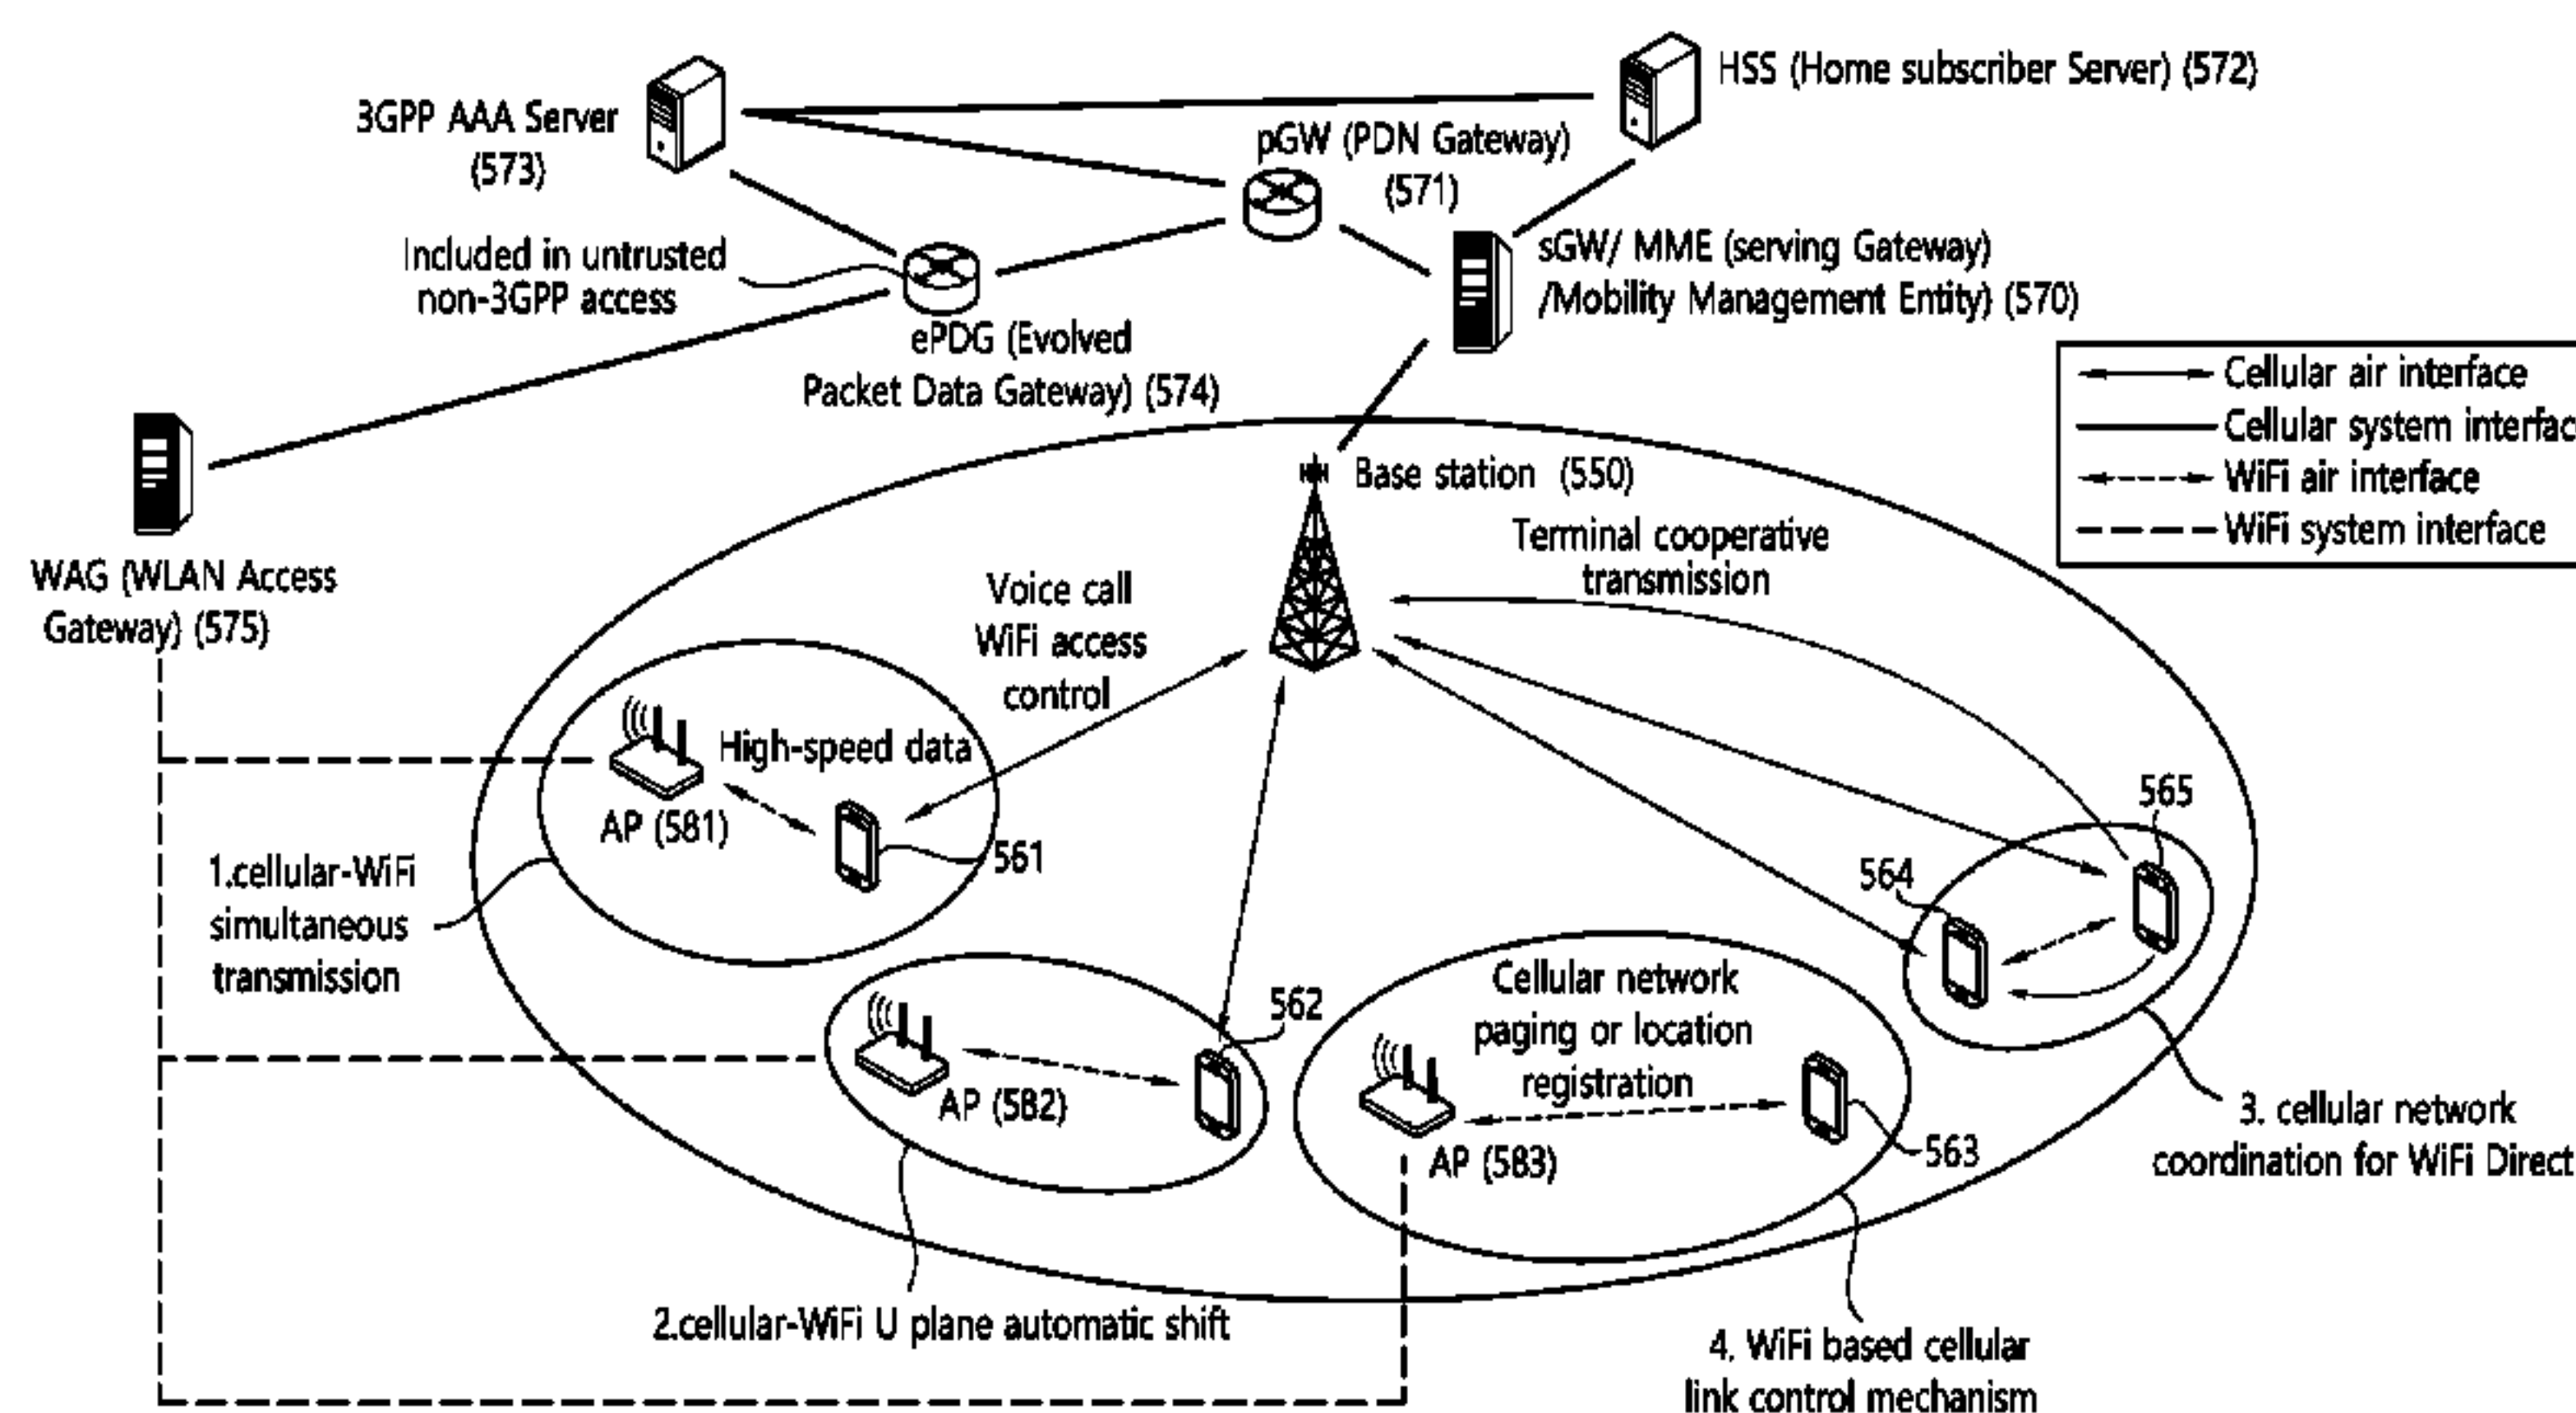 HSS (Home subscriber Server) (572)
3GPP AAA Server
(573)
pGW (PDN Gateway)
(571)
Included in untrusted
non-3GPP access
sGW/ MME (serving Gateway)
/Mobility Management Entity) (570)
ePDG (Evolved
Packet Data Gateway) (574)
Cellular air interface
Cellular system interfac
WiFi air interface
WiFi system interface
Base station (550)
WAG (WLAN Access
Gateway) (575)
Terminal cooperative
transmission
Voice call
WiFi access
control
High-speed data
AP (581)
561
1.cellular-WiFi
simultaneous
transmission
565
564
562
AP (582)
Cellular network
paging or location
registration
AP (583)
563
3. cellular network
coordination for WiFi Direct
2.cellular-WiFi U plane automatic shift
4. WiFi based cellular
link control mechanism